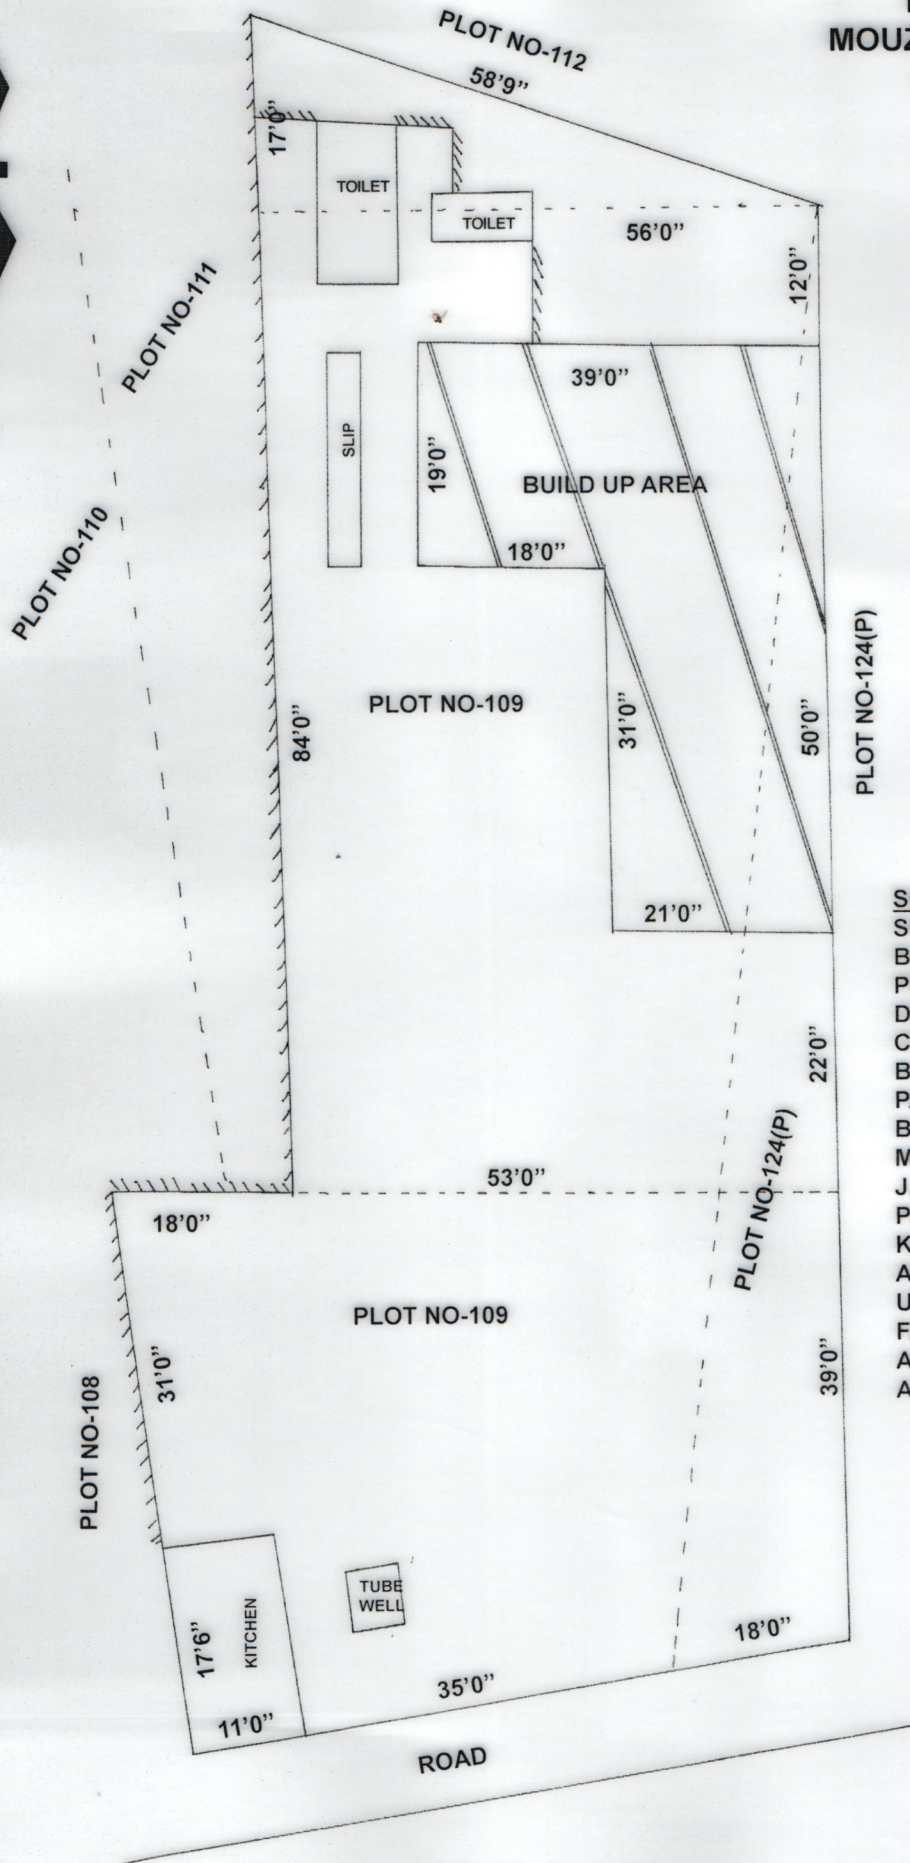 PLOT NO-112
58'9”
17'0”
TOILET
TOILET
56'0”
12'0”
PLOT NO-111
39'0”
SLIP
19'0”
BUILD UP AREA
18'0”
PLOT NO-110
PLOT NO-109
84'0”
31'0”
50'0”
PLOT NO-124(P)
21'0”
22'0”
53'0”
18'0”
PLOT NO-124(P)
PLOT NO-109
31'0”
39'0”
PLOT NO-108
TUBE
WELL
KITCHEN
17'6”
18'0”
35'0”
11'0”
ROAD